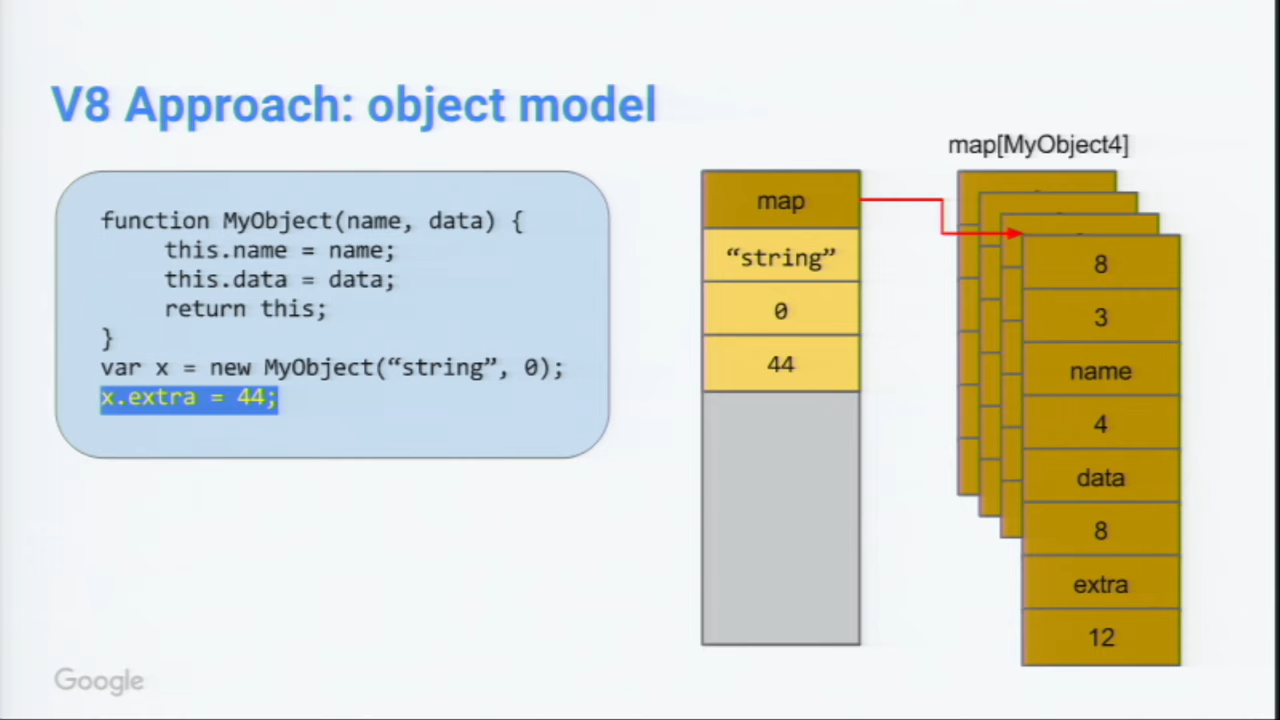 V8 Approach: object model
function MyObject(name, data) {
this.name = name;
this.data = data;
return this;
}
var x = new MyObject(“string”, 0);
x.extra = 44;
map
“string”
0
44
map[MyObject4]
8
3
name
4
data
8
extra
12
Google